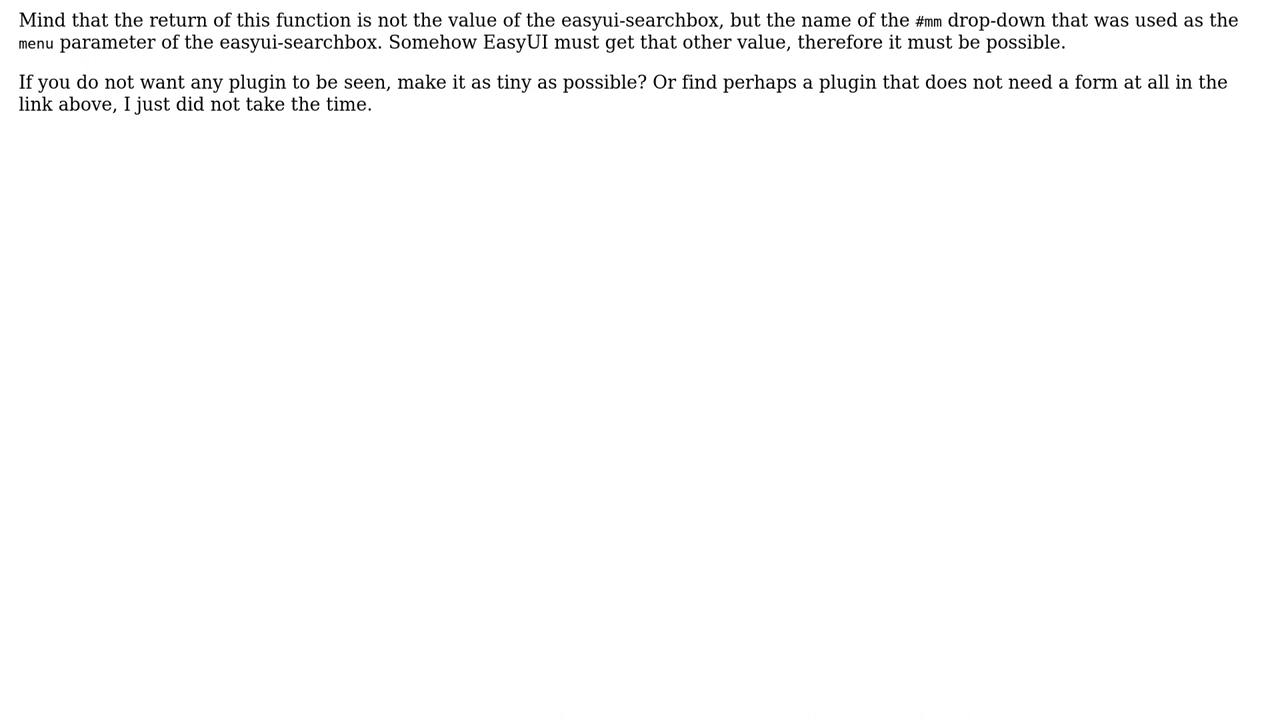 Mind that the return of this function is not the value of the easyui-searchbox, but the name of the #mm drop-down that was used as the
menu parameter of the easyui-searchbox. Somehow EasyUI must get that other value, therefore it must be possible.
If you do not want any plugin to be seen, make it as tiny as possible? Or find perhaps a plugin that does not need a form at all in the
link above, I just did not take the time.